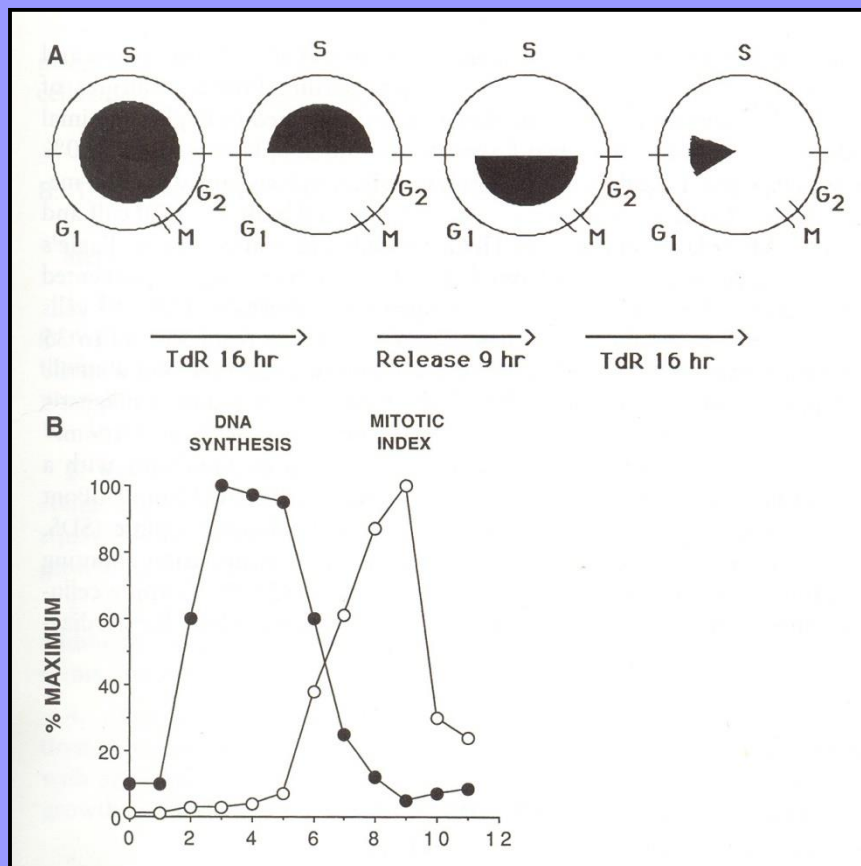 A
S S S S
G₁ M G₂ G₁ M G₂ G₁ M G₂ G₁ M G₂
TdR 16 hr Release 9 hr TdR 16 hr
B
DNA SYNTHESIS
MITOTIC INDEX
% MAXIMUM
100
80
60
40
20
0
0 2 4 6 8 10 12